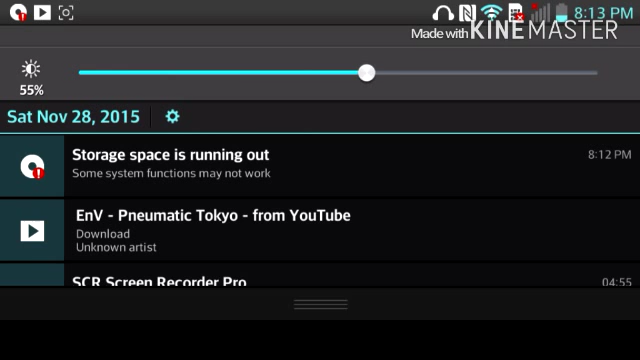 8:13 PM
Made with KINEMASTER
55%
Sat Nov 28, 2015
Storage space is running out
8:12 PM
Some system functions may not work
EnV - Pneumatic Tokyo - from YouTube
Download
Unknown artist
SCR Screen Recorder Pro
04:55